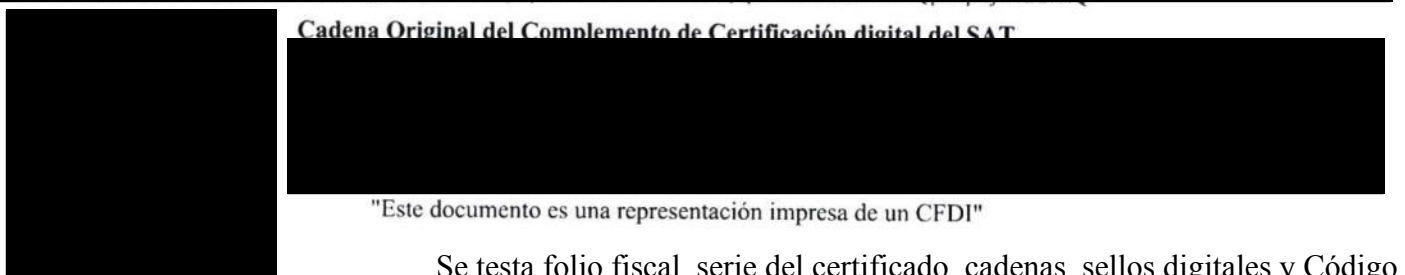 Cadena Original del Complemento de Certificación digital del SAT
"Este documento es una representación impresa de un CFDI"
Se testa folio fiscal, serie del certificado, cadenas, sellos digitales y Código